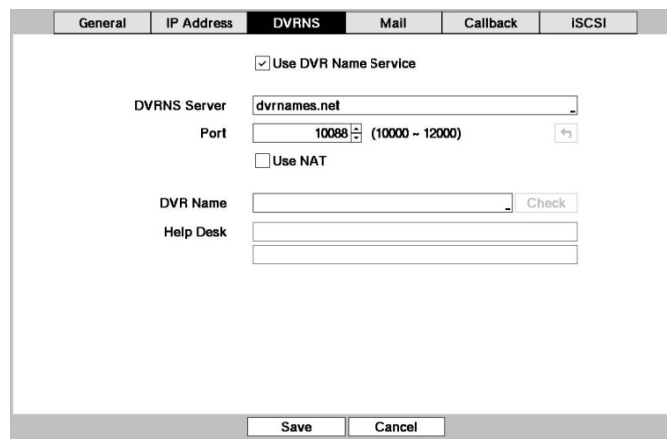 General IP Address DVRNS Mail Callback iSCSI
Use DVR Name Service
DVRNS Server dvrnames.net
Port 10088 (10000 ~ 12000)
Use NAT
DVR Name Check
Help Desk
Save Cancel